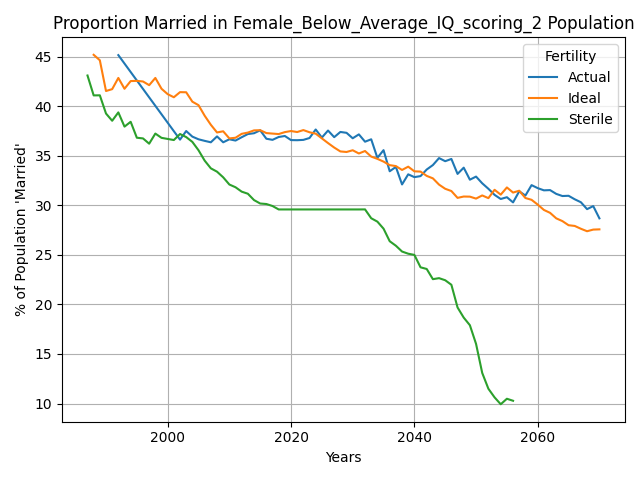 Proportion Married in Female_Below_Average_IQ_scoring_2 Population
% of Population 'Married'
45
40
35
30
25
20
15
10
Fertility
Actual
Ideal
Sterile
2000
2020
2040
2060
Years